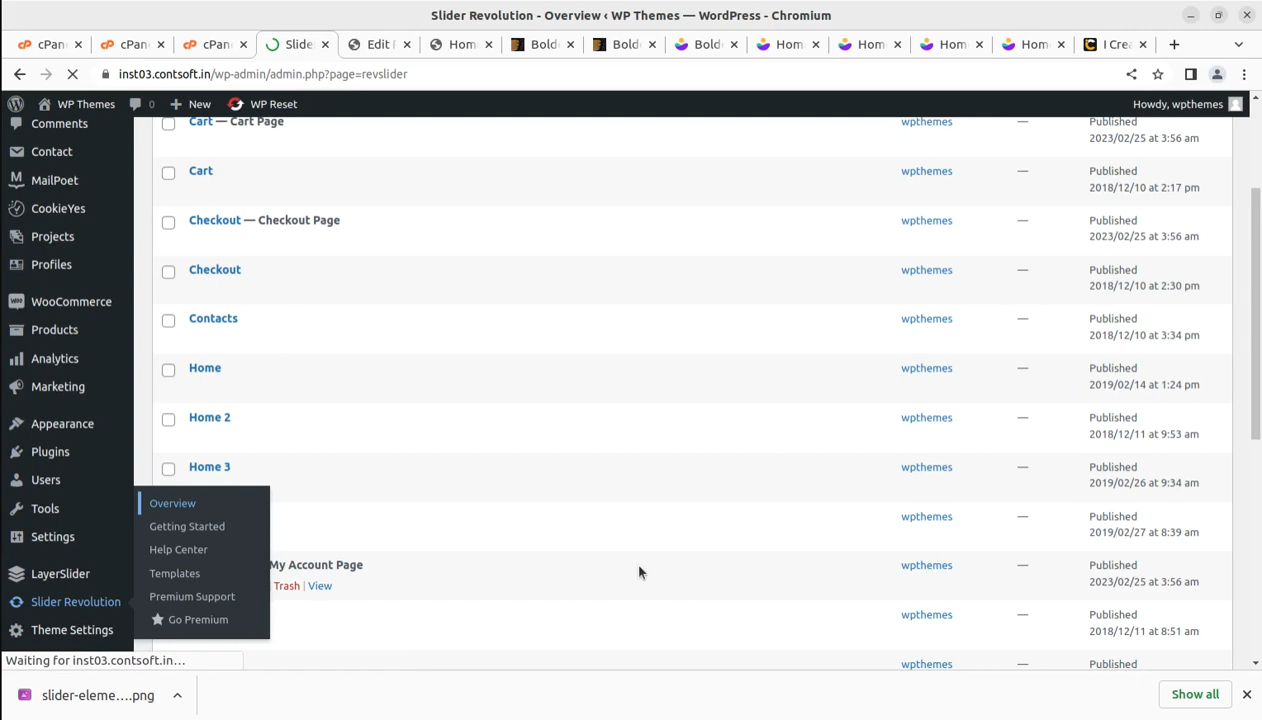 Slider Revolution - Overview ‹ WP Themes — WordPress - Chromium
cPan
cPan
cPan
Slide
Edit F
Hom
Bold
Bold
Bold
Hom
Hom
Hom
Hom
I Crea
inst03.contsoft.in/wp-admin/admin.php?page=revslider
WP Themes
0
New
WP Reset
Howdy, wpthemes
Comments
Contact
MailPoet
CookieYes
Projects
Profiles
WooCommerce
Products
Analytics
Marketing
Appearance
Plugins
Users
Tools
Settings
LayerSlider
Slider Revolution
Theme Settings
Overview
Getting Started
Help Center
Templates
Premium Support
Go Premium
Cart — Cart Page wpthemes — Published
2023/02/25 at 3:56 am
Cart wpthemes — Published
2018/12/10 at 2:17 pm
Checkout — Checkout Page wpthemes — Published
2023/02/25 at 3:56 am
Checkout wpthemes — Published
2018/12/10 at 2:30 pm
Contacts wpthemes — Published
2018/12/10 at 3:34 pm
Home wpthemes — Published
2019/02/14 at 1:24 pm
Home 2 wpthemes — Published
2018/12/11 at 9:53 am
Home 3 wpthemes — Published
2019/02/26 at 9:34 am
wpthemes — Published
2019/02/27 at 8:39 am
My Account Page wpthemes — Published
Trash | View 2023/02/25 at 3:56 am
wpthemes — Published
2018/12/11 at 8:51 am
wpthemes — Published
Waiting for inst03.contsoft.in…
slider-eleme….png
Show all